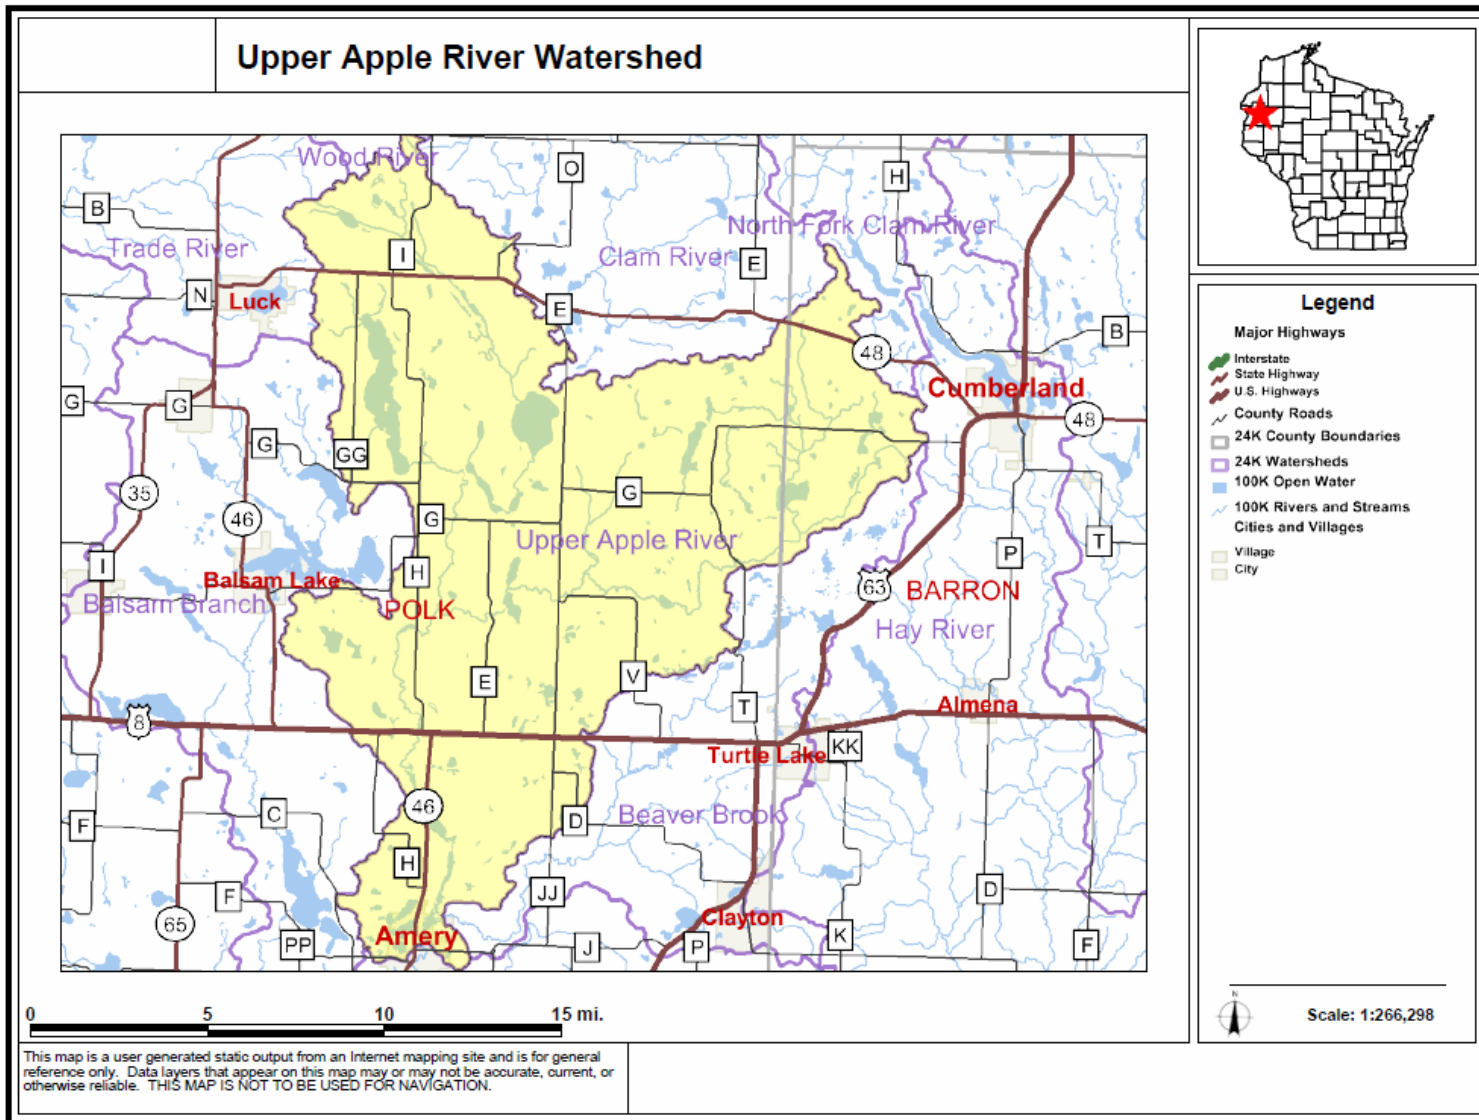 Upper Apple River Watershed
Wood River
O
H
B
Trade River
North Fork Clam River
I
Clam River
E
N
Luck
E
B
48
Cumberland
G
G
48
G
GG
35
G
46
G
Upper Apple River
P
T
I
H
Balsam Lake
63
BARRON
Balsam Branch
POLK
Hay River
E
V
T
Almena
8
Turtle Lake
KK
46
C
Beaver Brook
F
D
H
F
JJ
D
65
Amery
Clayton
PP
J
P
K
F
0
5
10
15 mi.
This map is a user generated static output from an Internet mapping site and is for general
reference only. Data layers that appear on this map may or may not be accurate, current, or
otherwise reliable. THIS MAP IS NOT TO BE USED FOR NAVIGATION.
Legend
Major Highways
Interstate
State Highway
U.S. Highways
County Roads
24K County Boundaries
24K Watersheds
100K Open Water
100K Rivers and Streams
Cities and Villages
Village
City
N
Scale: 1:266,298